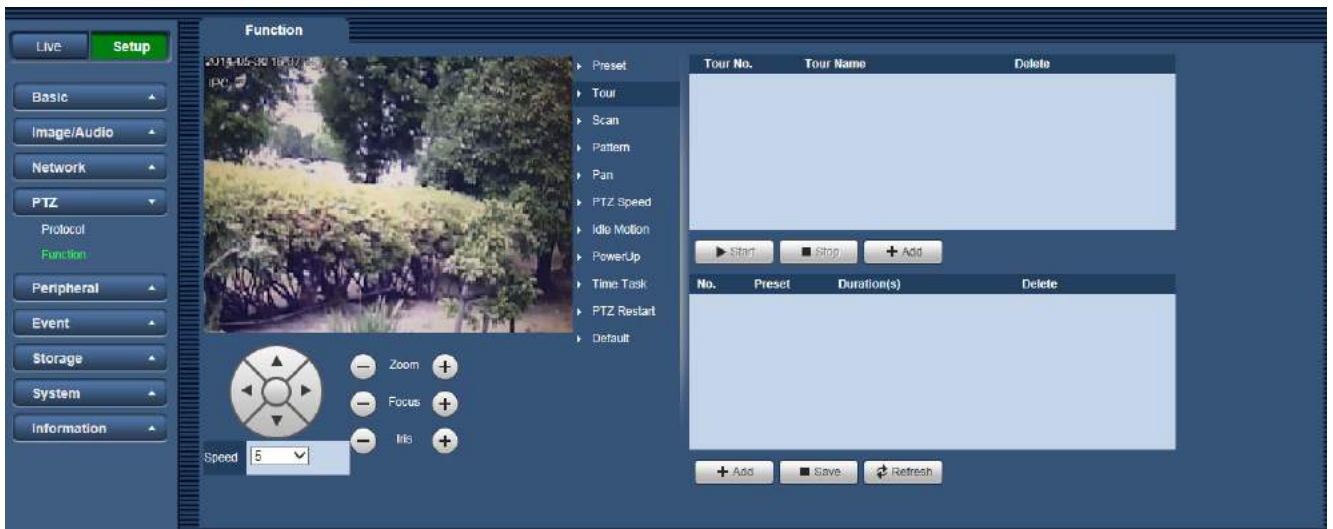 Live
Setup
Basic
Image/Audio
Network
PTZ
Protocol
Function
Peripheral
Event
Storage
System
Information
Function
IPC
Preset
Tour
Scan
Pattern
Pan
PTZ Speed
Idle Motion
PowerUp
Time Task
PTZ Restart
Default
Zoom
Focus
Iris
Speed 5
Tour No. Tour Name Delete
Start Stop Add
No. Preset Duration(s) Delete
Add Save Refresh